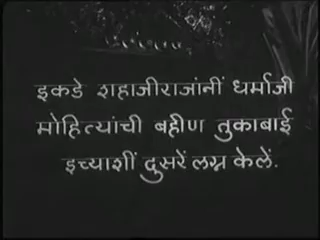 इकडे शहाजीराजांनीं धर्माजी
मोहित्यांची बहीण तुकाबाई
इच्याशीं दुसरें लग्न केलें.